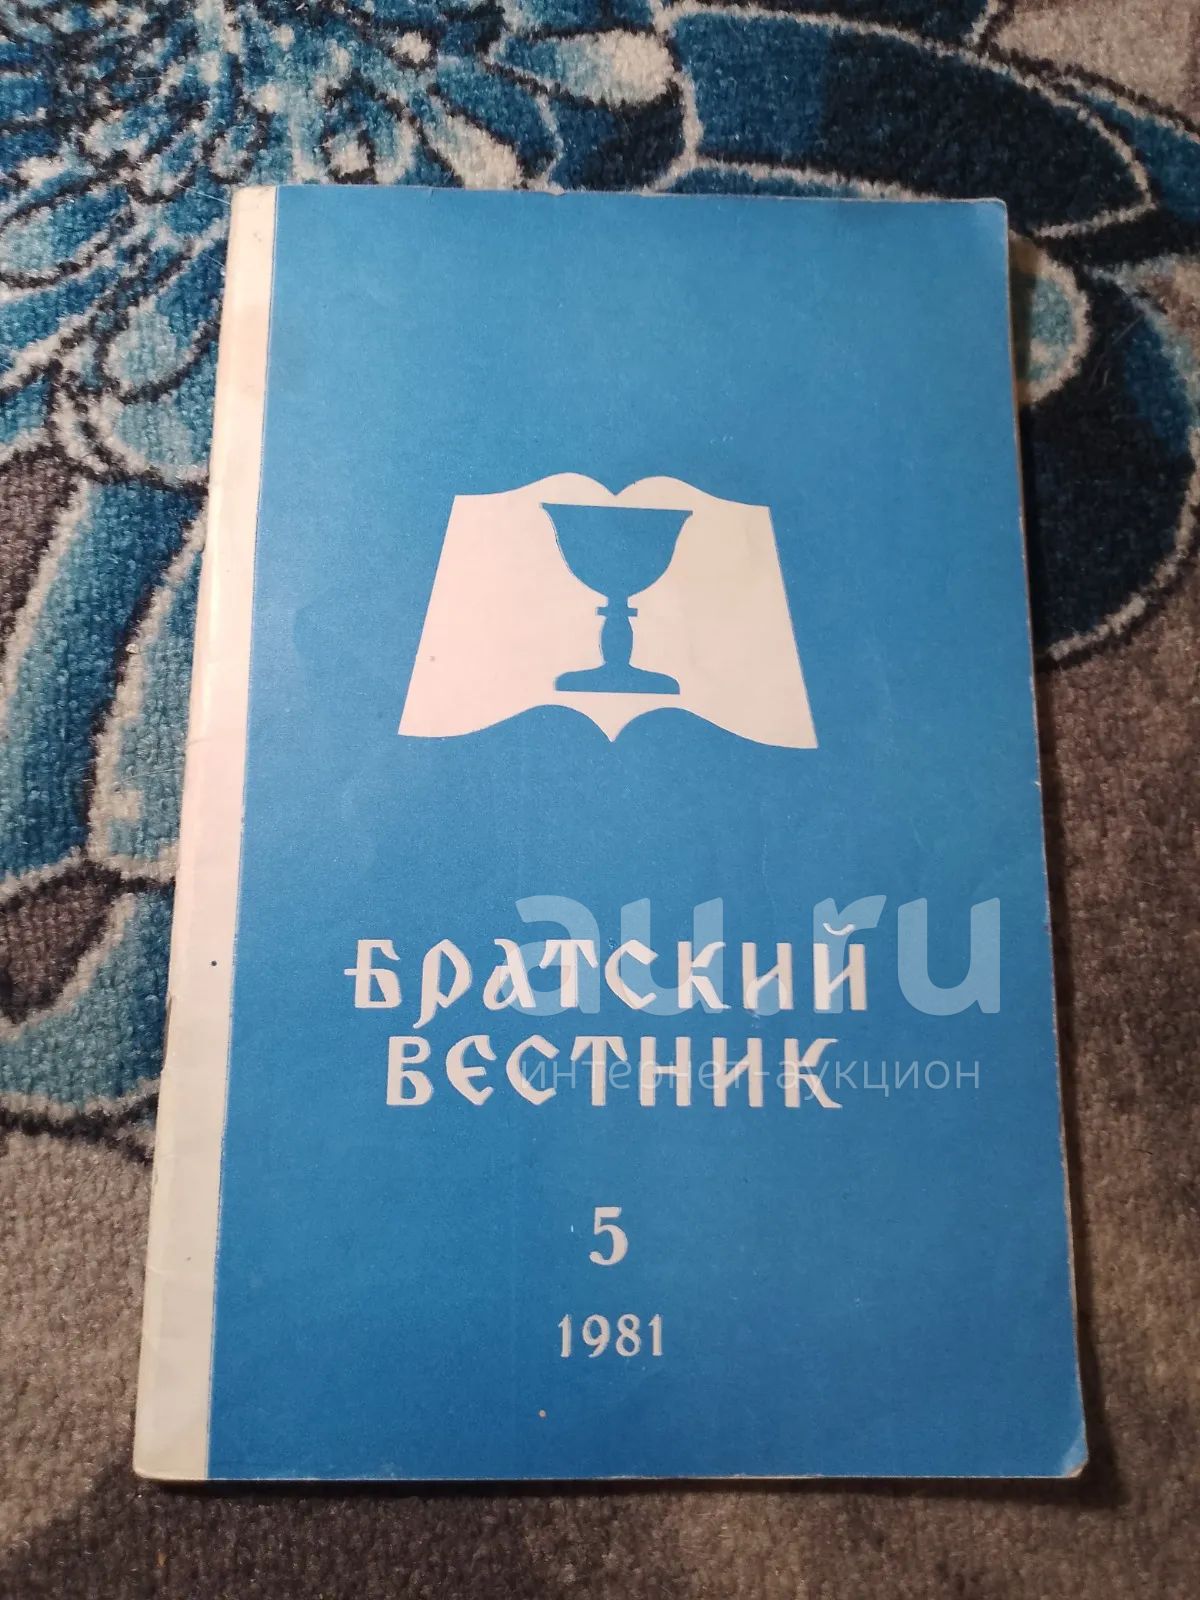 БРАТСКИЙ
ВЕСТНИК
5
1981
au.ru
интернет-аукцион